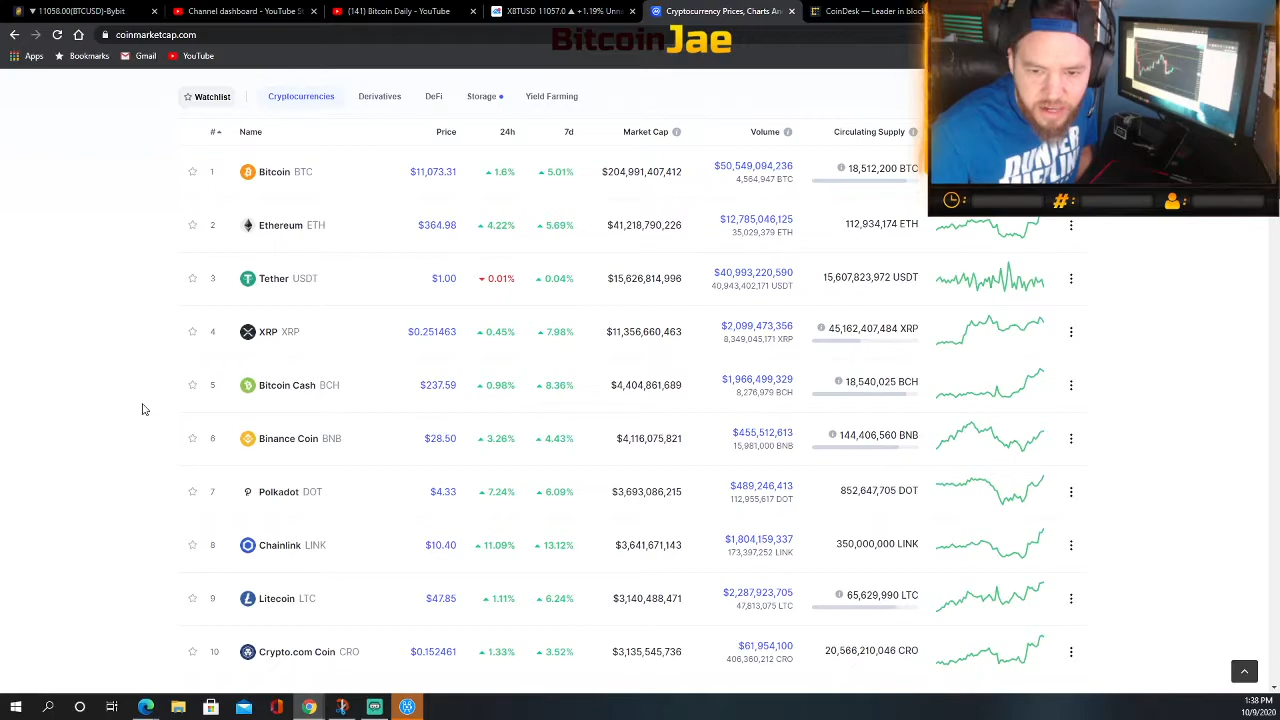 11058.00(BTCUSD)-Bybit
Channel dashboard - YouTube St
(141) Bitcoin Daily - YouTube
XBTUSD 11057.0 ▲ +1.19% Unna
Cryptocurrency Prices, Charts An
CoinDesk — Leader in block
coinmarketcap.com
BitcoinJae
Apps Bookmarks Gmail YouTube
Watchlist Cryptocurrencies Derivatives DeFi Storage Yield Farming
# Name Price 24h 7d Market Cap Volume Circulating Supply
1 Bitcoin BTC $11,073.31 1.6% 5.01% $204,991,407,412 $50,549,094,236 18,512,200 BTC
4,564,947 BTC
2 Ethereum ETH $364.98 4.22% 5.69% $41,218,790,226 $12,785,046,125 112,934,174 ETH
35,029,379 ETH
3 Tether USDT $1.00 0.01% 0.04% $15,626,814,996 $40,993,220,590 15,607,823,972 USDT
40,943,402,171 USDT
4 XRP XRP $0.251463 0.45% 7.98% $11,356,660,463 $2,099,473,356 45,162,407,484 XRP
8,349,045,171 XRP
5 Bitcoin Cash BCH $237.59 0.98% 8.36% $4,404,861,689 $1,966,499,329 18,540,025 BCH
8,276,979 BCH
6 Binance Coin BNB $28.50 3.26% 4.43% $4,116,075,821 $455,512,613 144,406,560 BNB
15,981,000 BNB
7 Polkadot DOT $4.33 7.24% 6.09% $3,693,086,215 $489,246,413 852,647,705 DOT
112,955,617 DOT
8 Chainlink LINK $10.40 11.09% 13.12% $3,641,671,143 $1,804,159,337 350,000,000 LINK
173,397,252 LINK
9 Litecoin LTC $47.85 1.11% 6.24% $3,140,488,471 $2,287,923,705 65,629,990 LTC
47,813,075 LTC
10 Crypto.com Coin CRO $0.152461 1.33% 3.52% $3,135,545,736 $61,954,100 20,566,210,046 CRO
406,360,212 CRO
DUNDER
MIFFLIN
: #: :
1:38 PM
10/9/2020